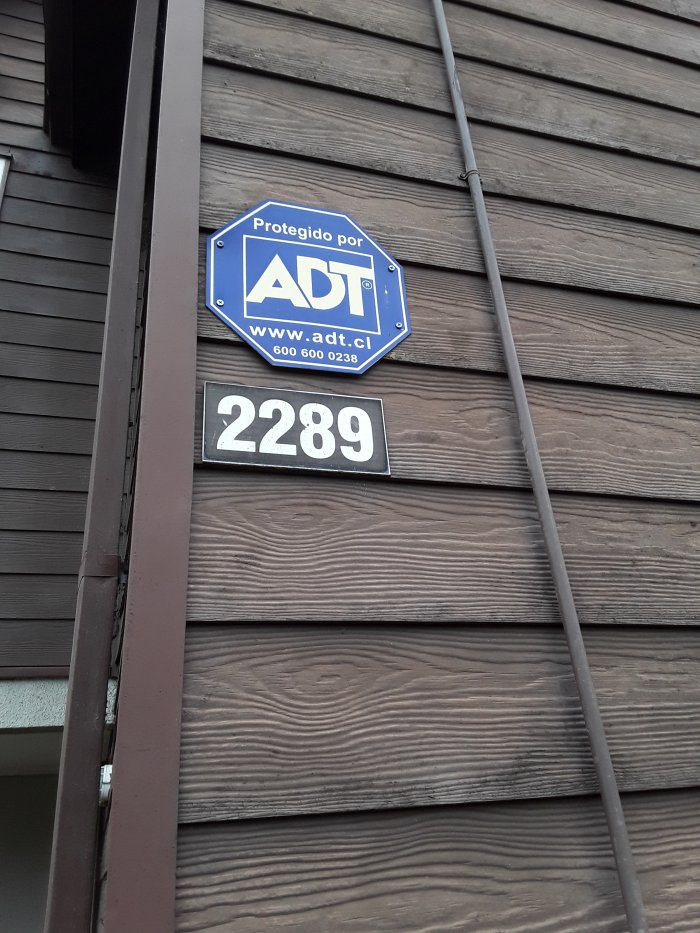 Protegido por
ADT®
www.adt.cl
600 600 0238
2289